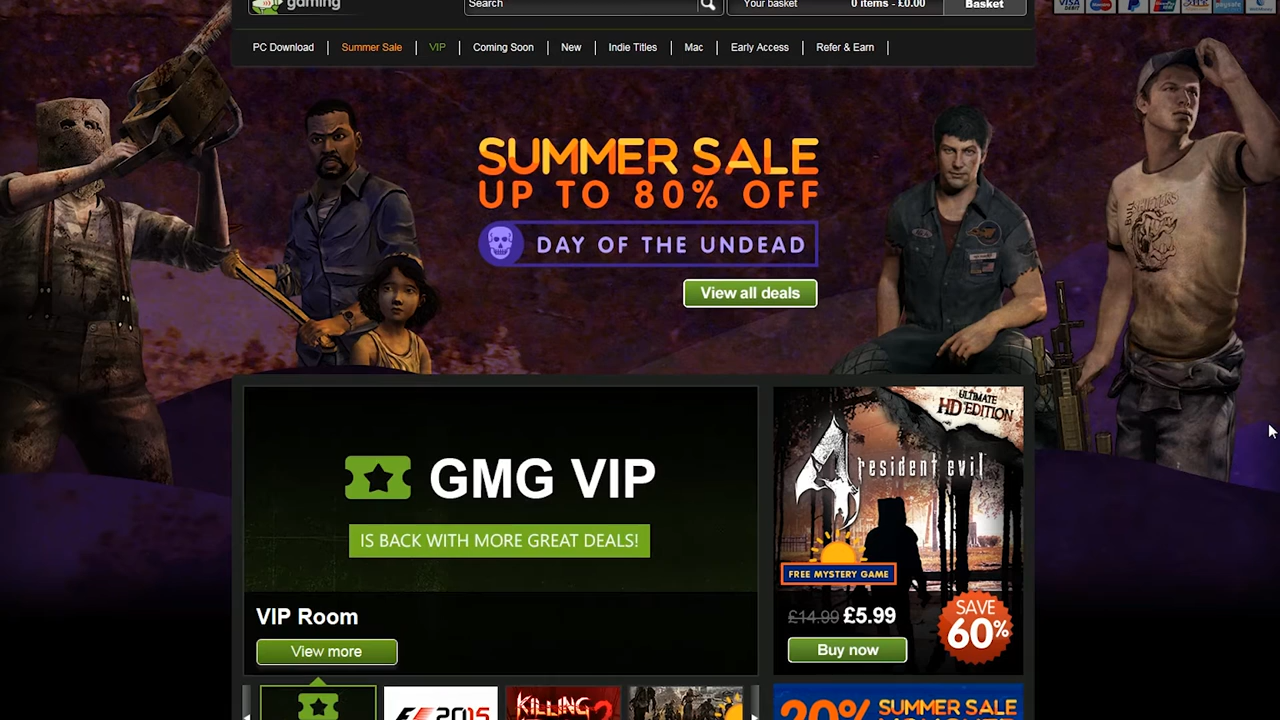 gaming
Search
Your basket
0 items - £0.00
Basket
VISA
DEBIT
PC Download
Summer Sale
VIP
Coming Soon
New
Indie Titles
Mac
Early Access
Refer & Earn
SUMMER SALE
UP TO 80% OFF
DAY OF THE UNDEAD
View all deals
GMG VIP
IS BACK WITH MORE GREAT DEALS!
VIP Room
View more
ULTIMATE
HD EDITION
4
resident evil
FREE MYSTERY GAME
£14.99 £5.99
SAVE
60%
Buy now
F1 2015
KILLING
2
20%
SUMMER SALE